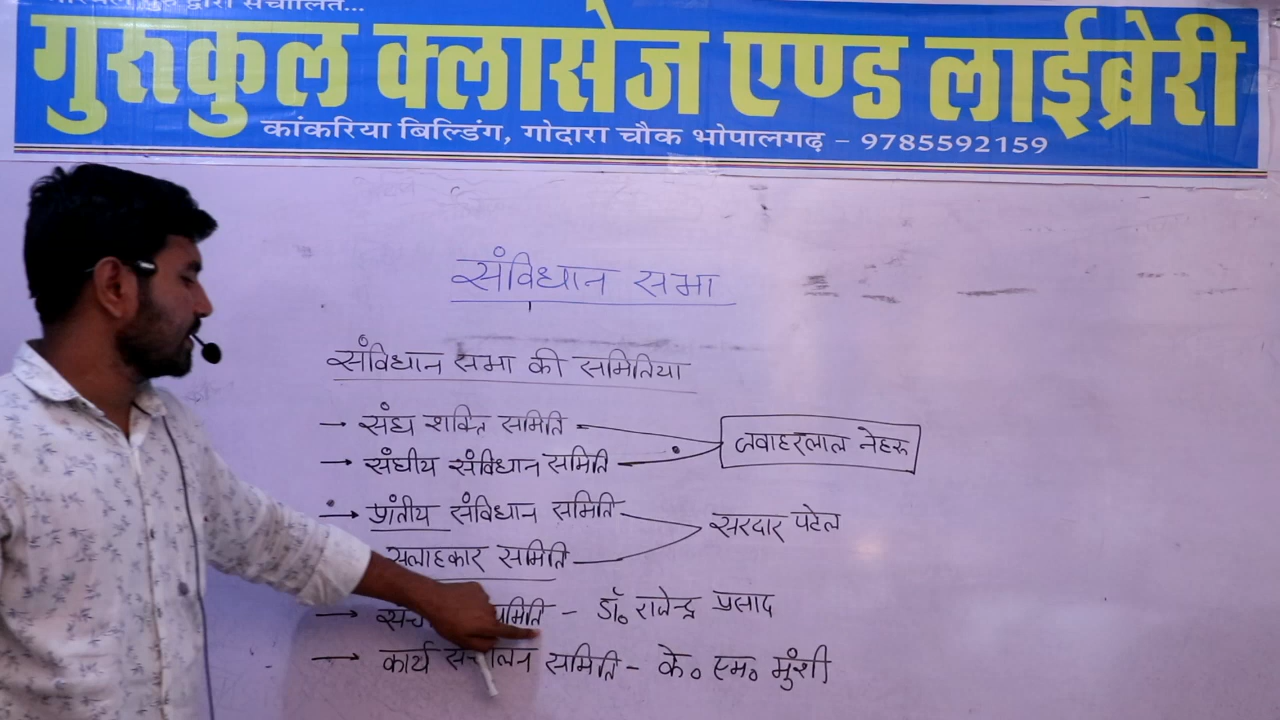 द्वारा संचालित...
गुरुकुल क्लासेज एण्ड लाईब्रेरी
कांकरिया बिल्डिंग, गोदारा चौक भोपालगढ़ – 9785592159
संविधान सभा
संविधान सभा की समितिया
→ संघ शक्ति समिति
→ संघीय संविधान समिति
जवाहरलाल नेहरू
→ प्रांतीय संविधान समिति
सलाहकार समिति
सरदार पटेल
→ समिति – डॉ॰ राजेन्द्र प्रसाद
→ कार्य संचालन समिति – के॰ एम॰ मुंशी